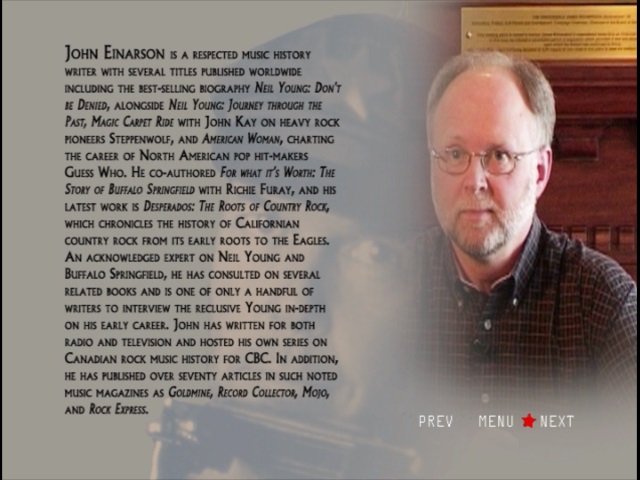 JOHN EINARSON IS A RESPECTED MUSIC HISTORY
WRITER WITH SEVERAL TITLES PUBLISHED WORLDWIDE
INCLUDING THE BEST-SELLING BIOGRAPHY NEIL YOUNG: DON'T
BE DENIED, ALONGSIDE NEIL YOUNG: JOURNEY THROUGH THE
PAST, MAGIC CARPET RIDE WITH JOHN KAY ON HEAVY ROCK
PIONEERS STEPPENWOLF, AND AMERICAN WOMAN, CHARTING
THE CAREER OF NORTH AMERICAN POP HIT-MAKERS
GUESS WHO. HE CO-AUTHORED FOR WHAT IT'S WORTH: THE
STORY OF BUFFALO SPRINGFIELD WITH RICHIE FURAY, AND HIS
LATEST WORK IS DESPERADOS: THE ROOTS OF COUNTRY ROCK,
WHICH CHRONICLES THE HISTORY OF CALIFORNIAN
COUNTRY ROCK FROM ITS EARLY ROOTS TO THE EAGLES.
AN ACKNOWLEDGED EXPERT ON NEIL YOUNG AND
BUFFALO SPRINGFIELD, HE HAS CONSULTED ON SEVERAL
RELATED BOOKS AND IS ONE OF ONLY A HANDFUL OF
WRITERS TO INTERVIEW THE RECLUSIVE YOUNG IN-DEPTH
ON HIS EARLY CAREER. JOHN HAS WRITTEN FOR BOTH
RADIO AND TELEVISION AND HOSTED HIS OWN SERIES ON
CANADIAN ROCK MUSIC HISTORY FOR CBC. IN ADDITION,
HE HAS PUBLISHED OVER SEVENTY ARTICLES IN SUCH NOTED
MUSIC MAGAZINES AS GOLDMINE, RECORD COLLECTOR, MOJO,
AND ROCK EXPRESS.
PREV MENU NEXT